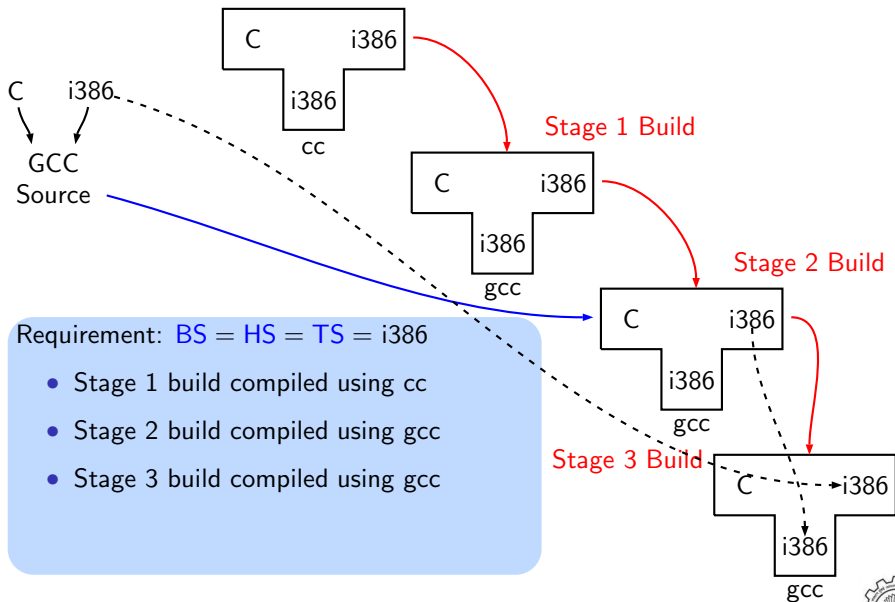 C i386
i386
cc
C i386
GCC
Source
Stage 1 Build
C i386
i386
gcc
Stage 2 Build
C i386
i386
gcc
Requirement: BS = HS = TS = i386
• Stage 1 build compiled using cc
• Stage 2 build compiled using gcc
• Stage 3 build compiled using gcc
Stage 3 Build
C i386
i386
gcc